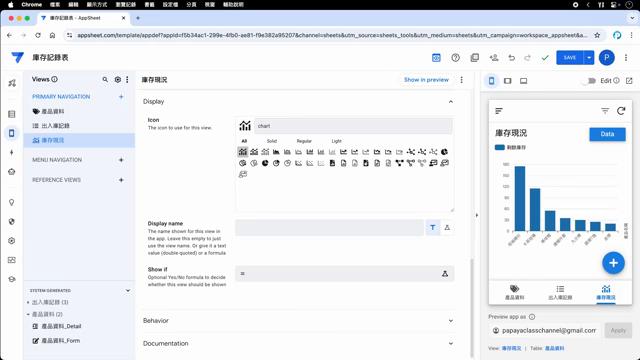 Chrome 檔案 編輯 顯示方式 瀏覽記錄 書籤 設定檔 分頁 視窗 輔助說明
庫存記錄表 - AppSheet
appsheet.com/template/appdef?appId=f5b34ac1-299e-4fb0-ae81-f9e382a95207&channel=sheets&utm_source=sheets_tools&utm_medium=sheets&utm_campaign=workspace_appsheet&a...
庫存記錄表
SAVE
P
Views
庫存現況
Show in preview
Edit
PRIMARY NAVIGATION
產品資料
出入庫記錄
庫存現況
MENU NAVIGATION
REFERENCE VIEWS
Display
Icon
The icon to use for this view.
chart
All Solid Regular Light
Display name
The name shown for this view in
the app. Leave this empty to just
use the view name. Or give it a text
value (double-quoted) or a formula
Show if
Optional Yes/No formula to decide
whether this view should be shown
=
Behavior
Documentation
SYSTEM GENERATED
出入庫記錄 (3)
產品資料 (2)
產品資料_Detail
產品資料_Form
庫存現況
Data
剩餘庫存
200
150
100
50
0
產品資料 出入庫記錄 庫存現況
Preview app as
papayaclasschannel@gmail.com
Apply
View: 庫存現況 Table: 產品資料